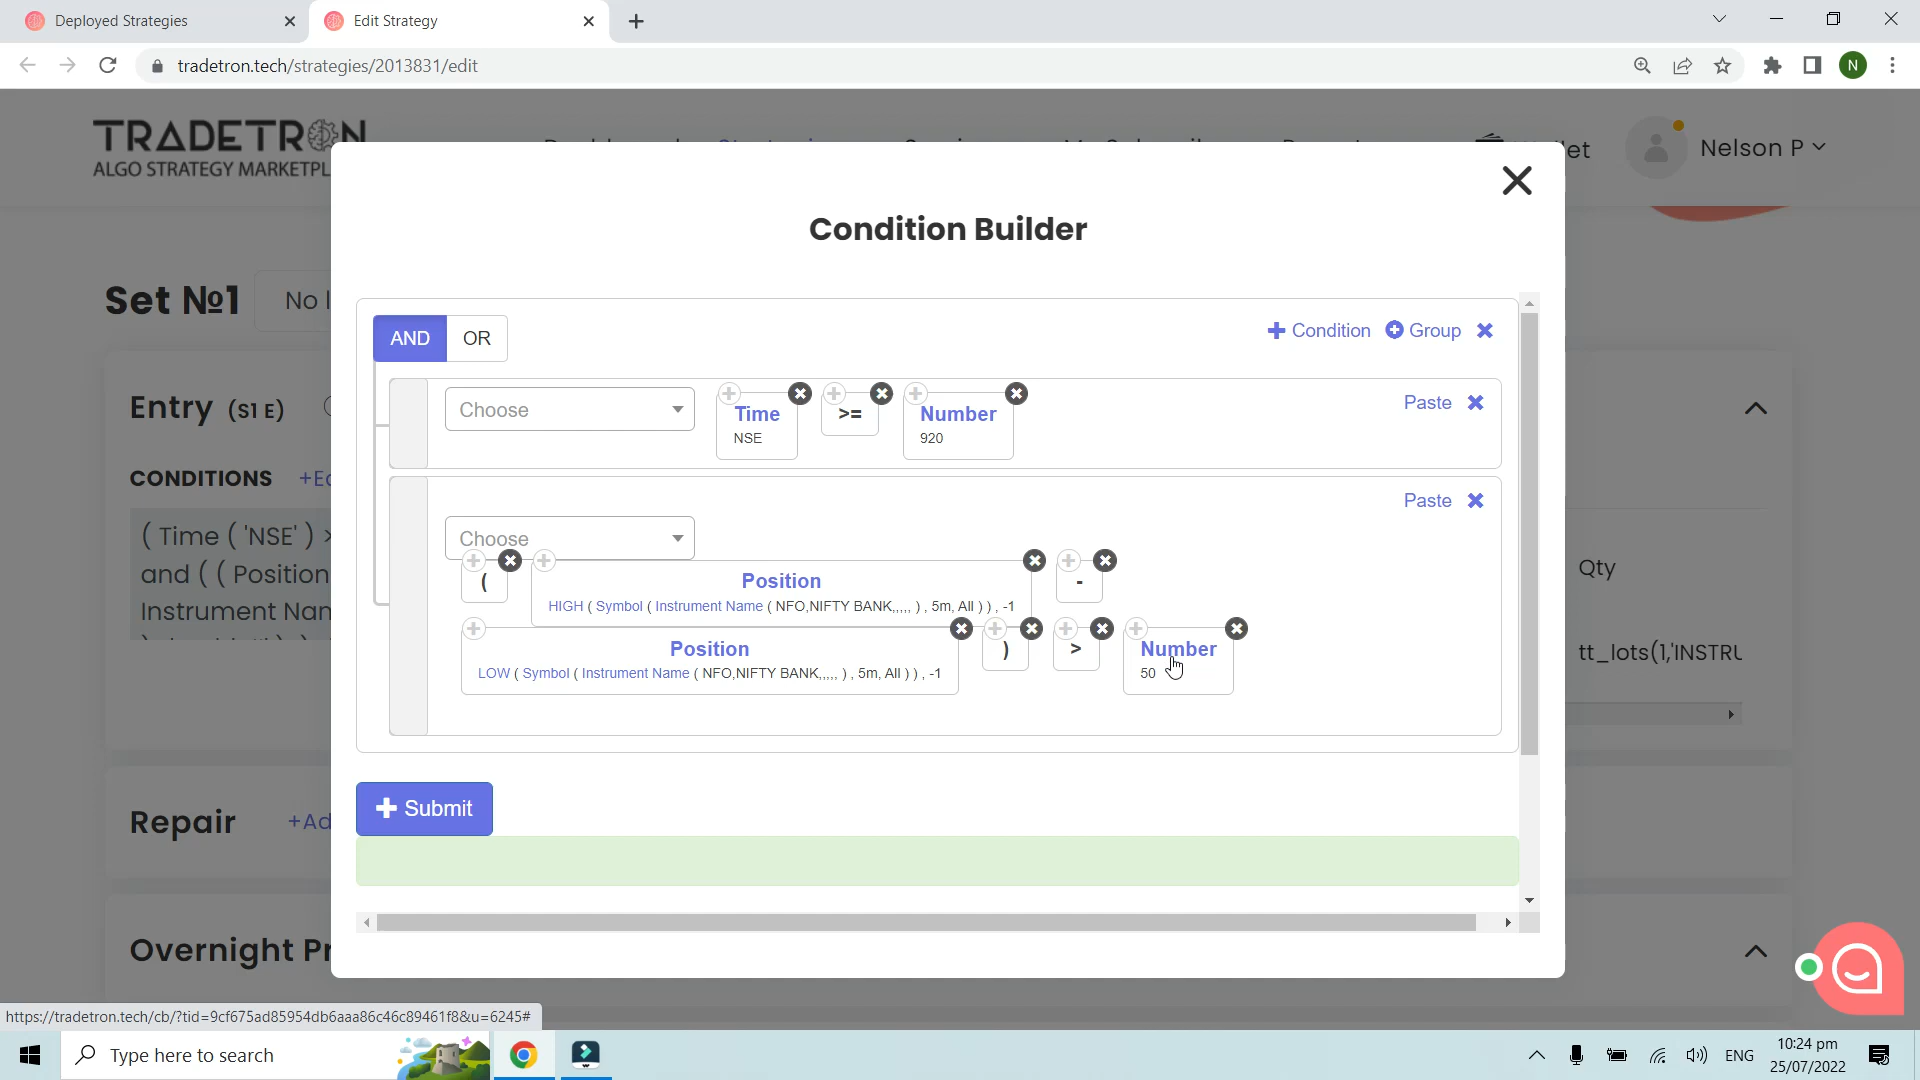 Deployed Strategies
Edit Strategy
tradetron.tech/strategies/2013831/edit
N
TRADETRON
ALGO STRATEGY MARKETPL
Nelson P
Condition Builder
Set №1
No l
AND
OR
Condition
Group
Entry (S1 E)
Choose
Time
NSE
>=
Number
920
Paste
CONDITIONS
( Time ( 'NSE' )
and ( ( Position
Instrument Nan
Choose
Paste
(
Position
HIGH ( Symbol ( Instrument Name ( NFO,NIFTY BANK,,,,, ) , 5m, All ) ) , -1
-
Position
LOW ( Symbol ( Instrument Name ( NFO,NIFTY BANK,,,,, ) , 5m, All ) ) , -1
)
>
Number
50
Qty
tt_lots(1,'INSTRU
Submit
Repair
+Ad
Overnight Pr
https://tradetron.tech/cb/?tid=9cf675ad85954db6aaa86c46c89461f8&u=6245#
Type here to search
ENG
10:24 pm
25/07/2022